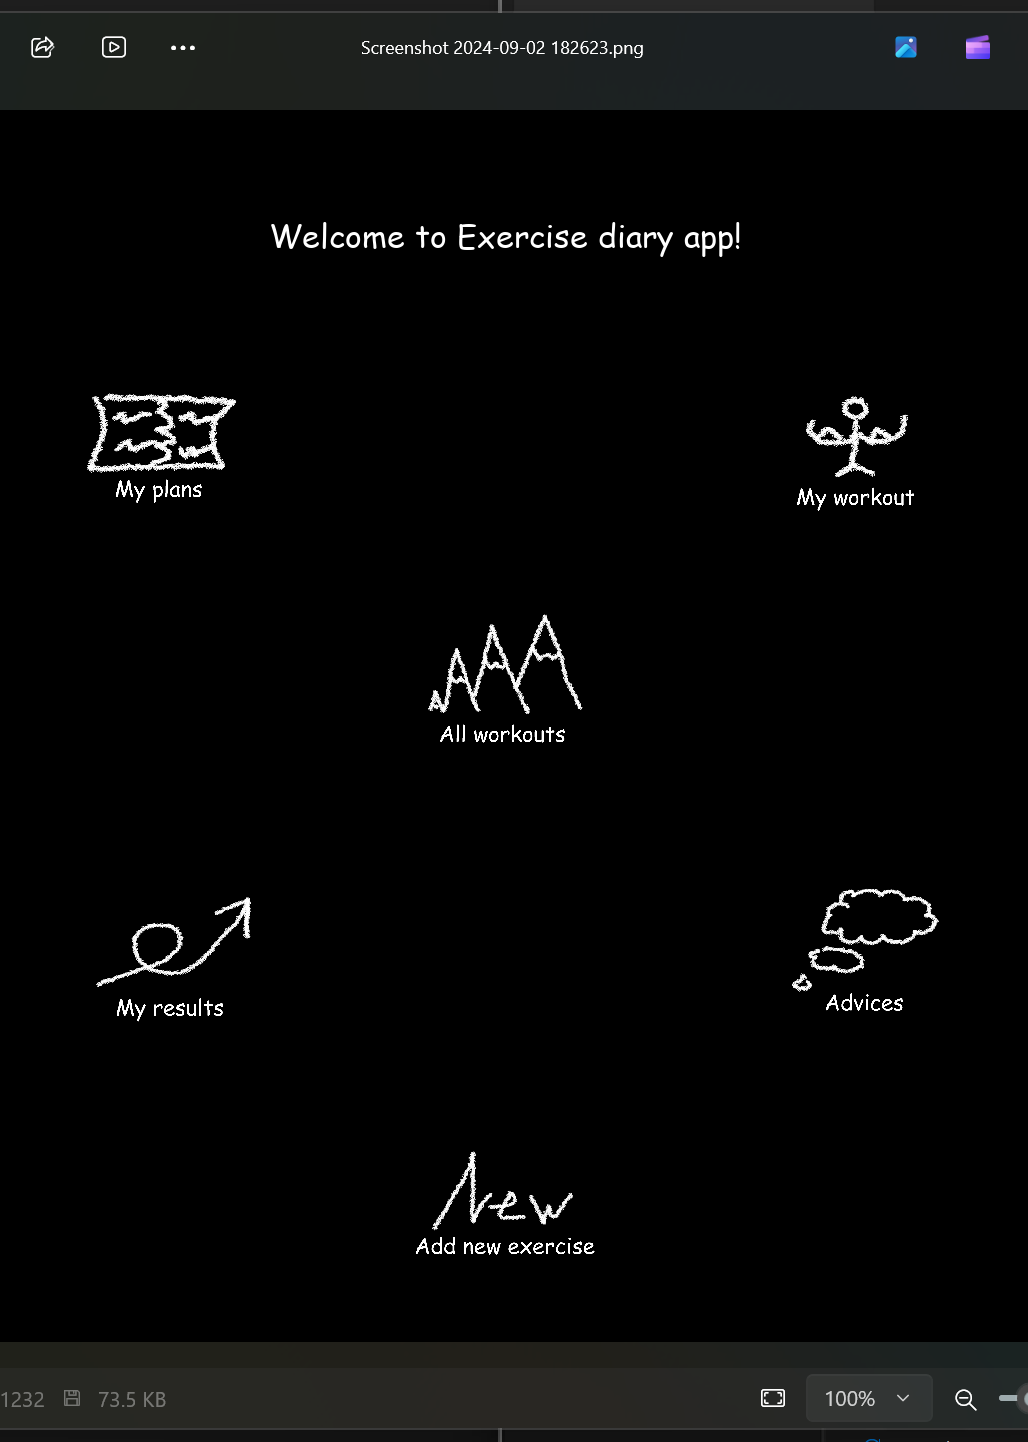 Screenshot 2024-09-02 182623.png
Welcome to Exercise diary app!
My plans
My workout
All workouts
My results
Advices
New
Add new exercise
1232 73.5 KB 100%